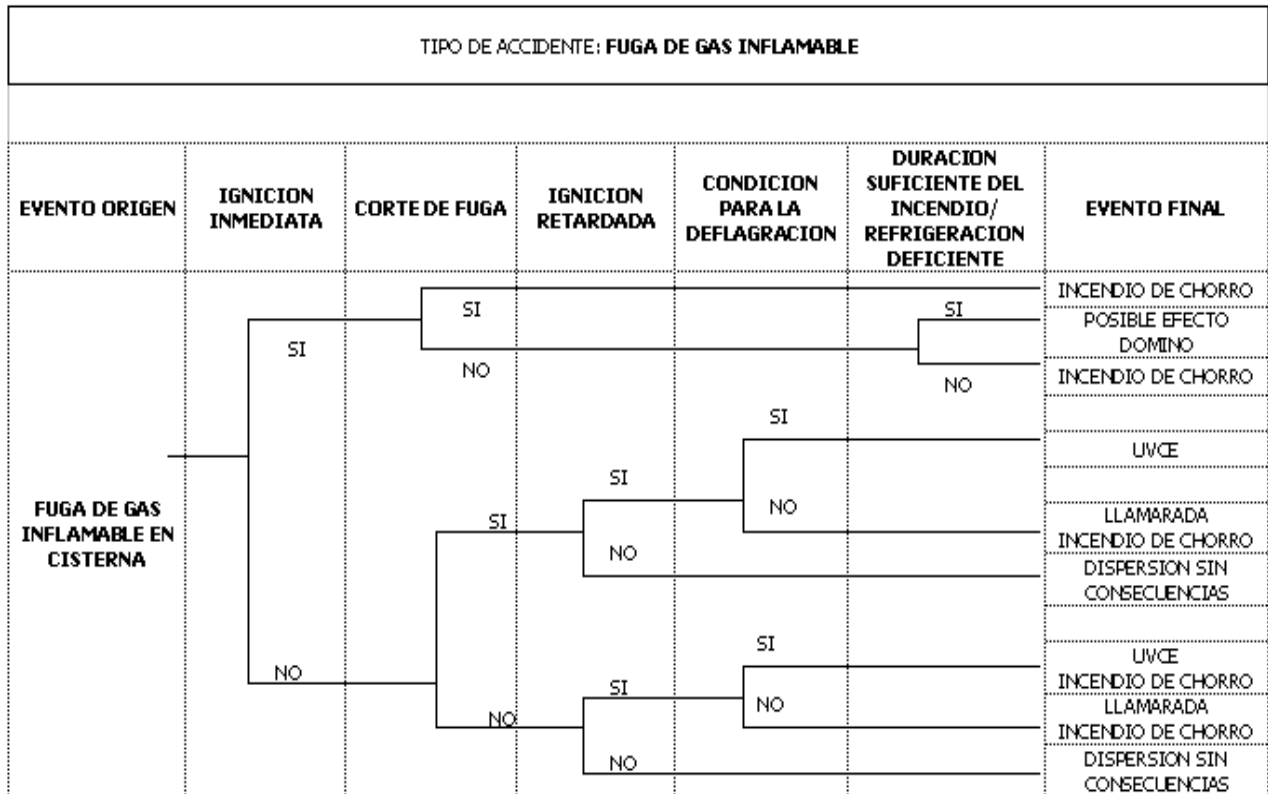 TIPO DE ACCIDENTE: FUGA DE GAS INFLAMABLE
EVENTO ORIGEN
IGNICION
INMEDIATA
CORTE DE FUGA
IGNICION
RETARDADA
CONDICION
PARA LA
DEFLAGRACION
DURACION
SUFICIENTE DEL
INCENDIO/
REFRIGERACION
DEFICIENTE
EVENTO FINAL
INCENDIO DE CHORRO
SI
SI
POSIBLE EFECTO
DOMINO
SI
NO
NO
INCENDIO DE CHORRO
SI
UVCE
SI
NO
LLAMARADA
INCENDIO DE CHORRO
FUGA DE GAS
INFLAMABLE EN
CISTERNA
SI
NO
DISPERSION SIN
CONSECUENCIAS
SI
UVCE
INCENDIO DE CHORRO
NO
SI
NO
LLAMARADA
INCENDIO DE CHORRO
NO
NO
DISPERSION SIN
CONSECUENCIAS